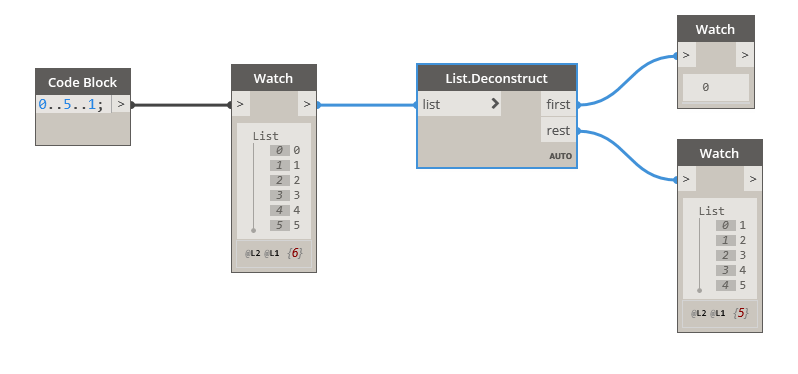 Code Block
0..5..1; >
Watch
> >
List
0 0
1 1
2 2
3 3
4 4
5 5
@L2 @L1 {6}
List.Deconstruct
list > first
rest
AUTO
Watch
> >
0
Watch
> >
List
0 1
1 2
2 3
3 4
4 5
@L2 @L1 {5}